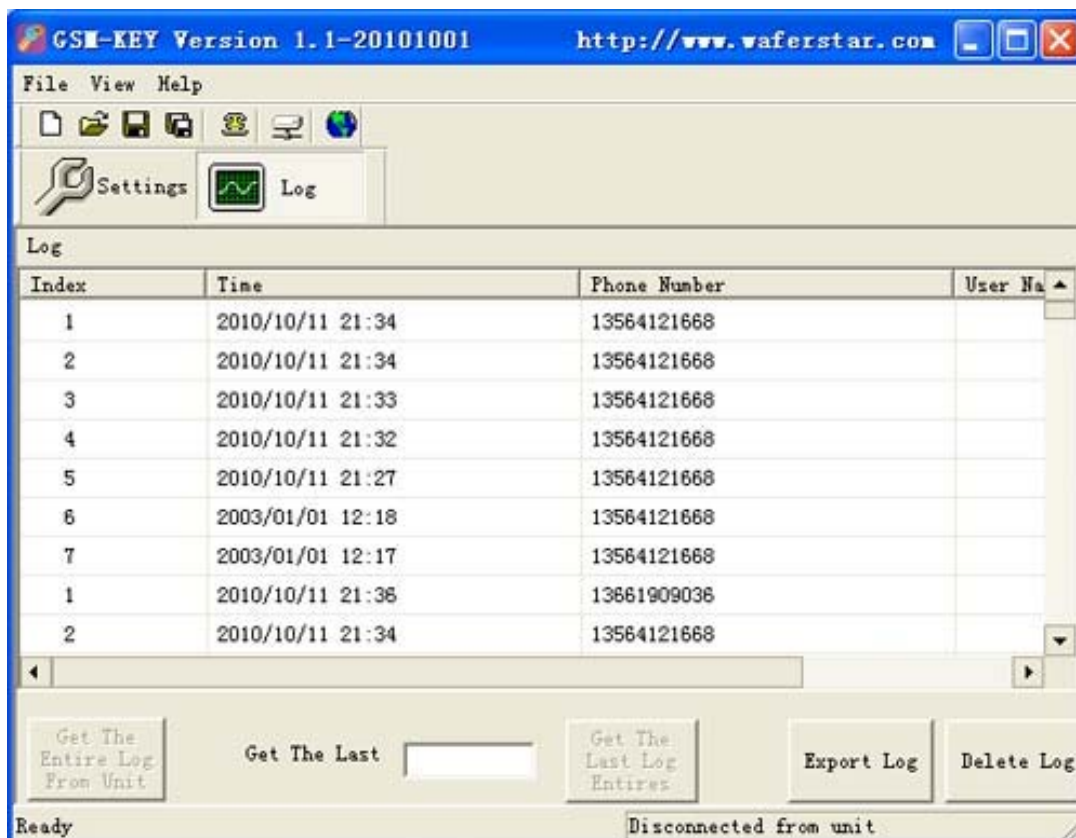 GSM-KEY Version 1.1-20101001 http://www.waferstar.com
File View Help
Settings Log
Log
Index Time Phone Number User Na
1 2010/10/11 21:34 13564121668
2 2010/10/11 21:34 13564121668
3 2010/10/11 21:33 13564121668
4 2010/10/11 21:32 13564121668
5 2010/10/11 21:27 13564121668
6 2003/01/01 12:18 13564121668
7 2003/01/01 12:17 13564121668
1 2010/10/11 21:36 13661909036
2 2010/10/11 21:34 13564121668
Get The
Entire Log
From Unit
Get The Last
Get The
Last Log
Entires
Export Log
Delete Log
Ready Disconnected from unit